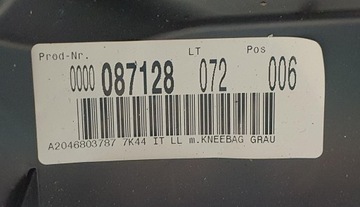 Prod-Nr. LT Pos
0000 087128 072 006
A2046803787 7K44 IT LL m.KNEEBAG GRAU